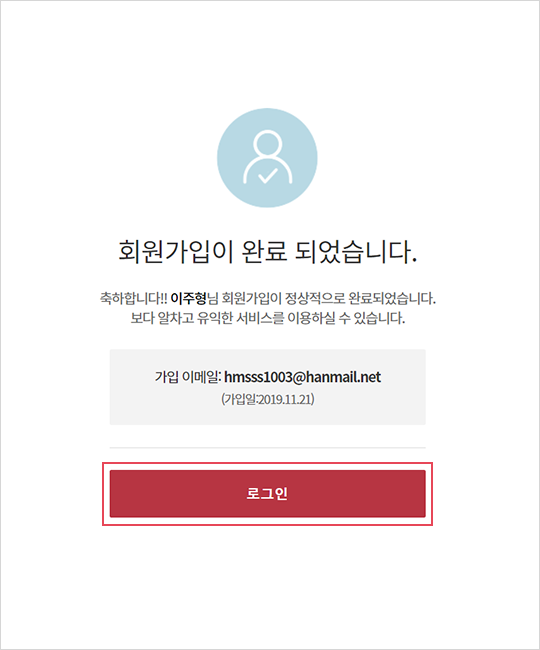 회원가입이 완료 되었습니다.
축하합니다!! 이주형님 회원가입이 정상적으로 완료되었습니다.
보다 알차고 유익한 서비스를 이용하실 수 있습니다.
가입 이메일: hmsss1003@hanmail.net
(가입일:2019.11.21)
로그인